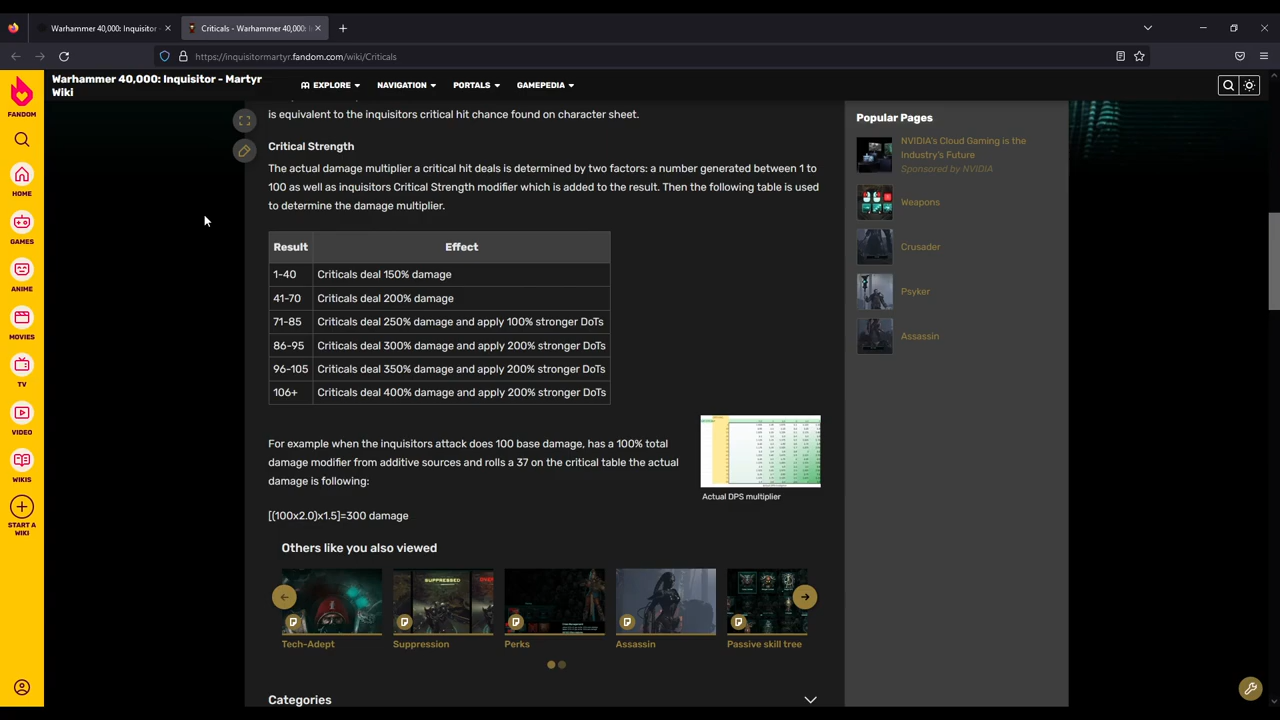 Warhammer 40,000: Inquisitor
Criticals - Warhammer 40,000: I
https://inquisitormartyr.fandom.com/wiki/Criticals
Warhammer 40,000: Inquisitor - Martyr
Wiki
EXPLORE
NAVIGATION
PORTALS
GAMEPEDIA
FANDOM
HOME
GAMES
ANIME
MOVIES
TV
VIDEO
WIKIS
START A
WIKI
is equivalent to the inquisitors critical hit change found on character sheet.
Critical Strength
The actual damage multiplier a critical hit deals is determined by two factors: a number generated between 1 to
100 as well as inquisitors Critical Strength modifier which is added to the result. Then the following table is used
to determine the damage multiplier.
Result Effect
1-40 Criticals deal 150% damage
41-70 Criticals deal 200% damage
71-85 Criticals deal 250% damage and apply 100% stronger DoTs
86-95 Criticals deal 300% damage and apply 200% stronger DoTs
96-105 Criticals deal 350% damage and apply 200% stronger DoTs
106+ Criticals deal 400% damage and apply 200% stronger DoTs
For example when the inquisitors attack does 100 base damage, has a 100% total
damage modifier from additive sources and rolls 37 on the critical table the actual
damage is following:
Actual DPS multiplier
[(100x2.0)x1.5]=300 damage
Others like you also viewed
SUPPRESSED
Tech-Adept
Suppression
Perks
Assassin
Passive skill tree
Categories
Popular Pages
NVIDIA's Cloud Gaming is the
Industry's Future
Sponsored by NVIDIA
Weapons
Crusader
Psyker
Assassin